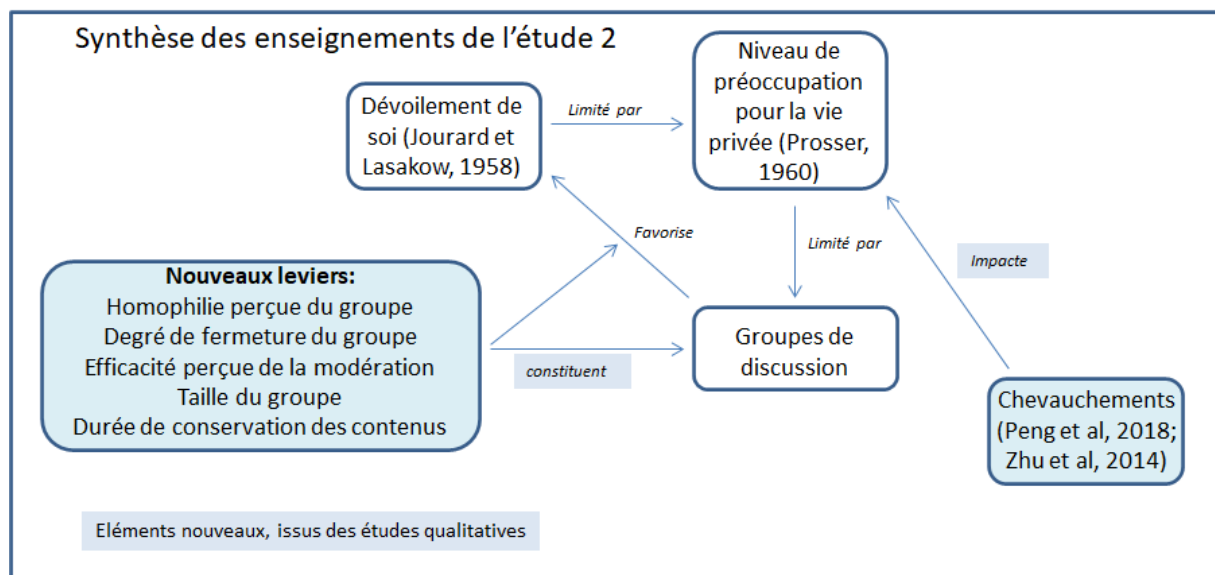 Synthèse des enseignements de l'étude 2
Dévoilement de
soi (Jourard et
Lasakow, 1958)
Limité par
Niveau de
préoccupation
pour la vie
privée (Prosser,
1960)
Favorise
Limité par
Impacte
Nouveaux leviers:
Homophilie perçue du groupe
Degré de fermeture du groupe
Efficacité perçue de la modération
Taille du groupe
Durée de conservation des contenus
constituent
Groupes de
discussion
Chevauchements
(Peng et al, 2018;
Zhu et al, 2014)
Eléments nouveaux, issus des études qualitatives